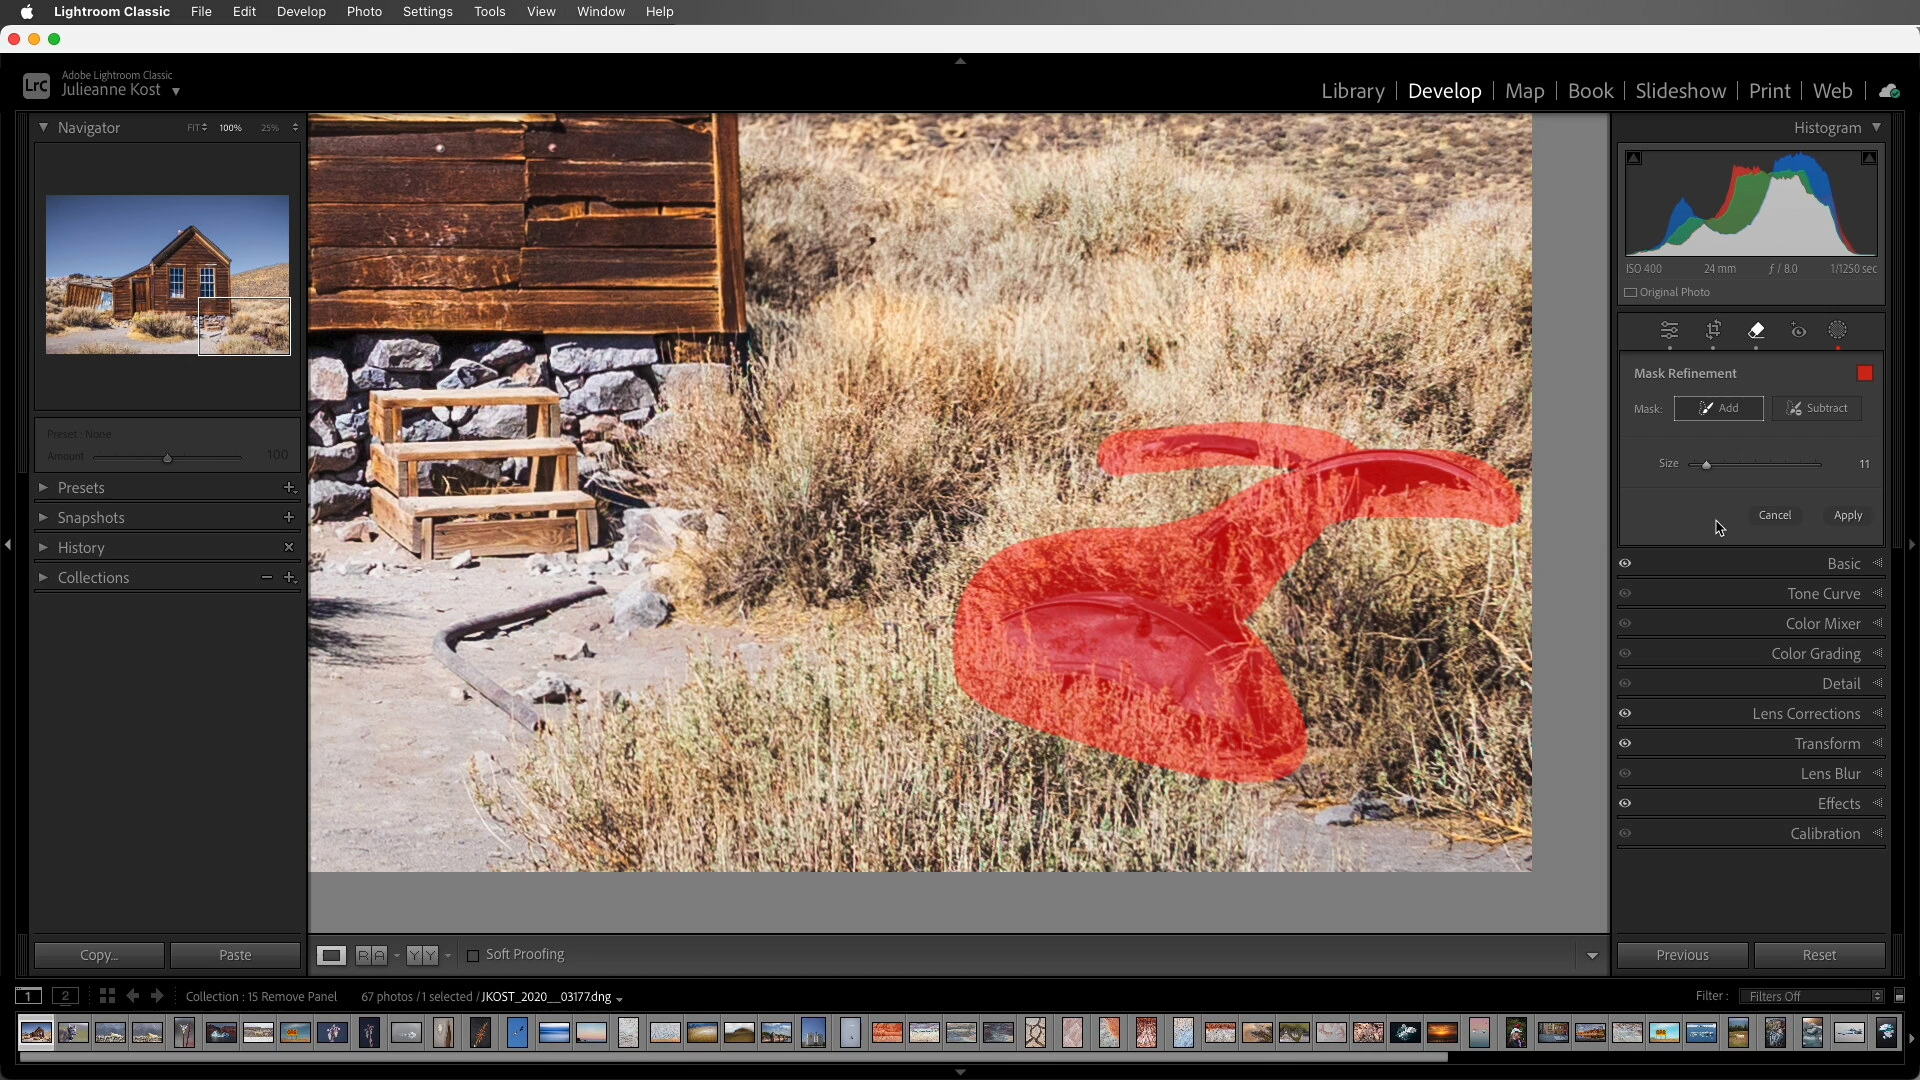 Lightroom Classic File Edit Develop Photo Settings Tools View Window Help
LrC
Adobe Lightroom Classic
Julieanne Kost
Library Develop Map Book Slideshow Print Web
Navigator FIT 100% 25%
Histogram
ISO 400 24 mm ƒ / 8.0 1/1250 sec
Original Photo
Mask Refinement
Mask: Add Subtract
Size 11
Cancel Apply
Preset : None
Amount 100
Presets
Snapshots
History
Collections
Basic
Tone Curve
Color Mixer
Color Grading
Detail
Lens Corrections
Transform
Lens Blur
Effects
Calibration
Copy... Paste
R A Y Y Soft Proofing
Previous Reset
1 2 Collection : 15 Remove Panel 67 photos / 1 selected / JKOST_2020__03177.dng
Filter : Filters Off